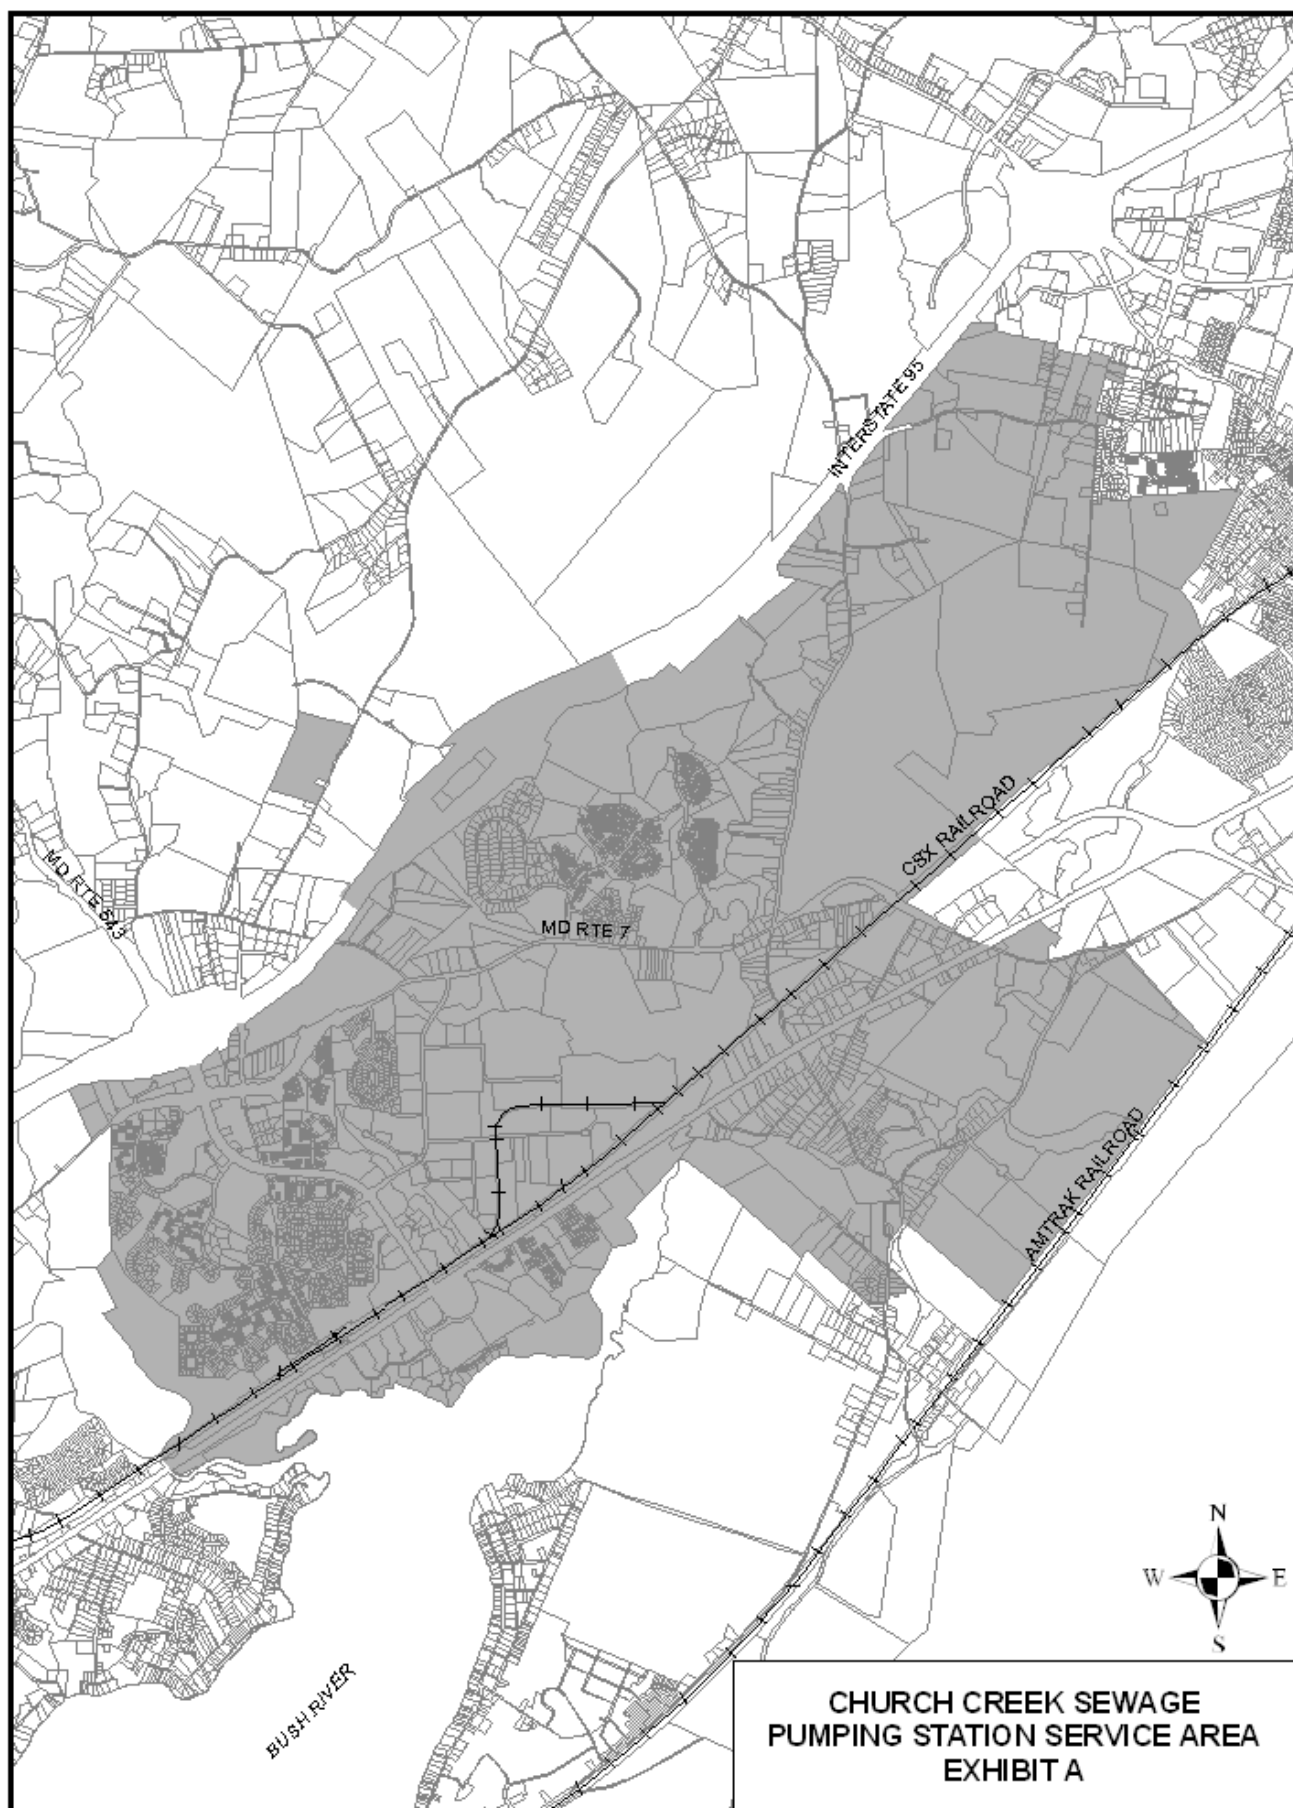 INTERSTATE 95
CSX RAILROAD
MD RTE 543
MD RTE 7
AMTRAK RAILROAD
BUSH RIVER
N
W E
S
CHURCH CREEK SEWAGE
PUMPING STATION SERVICE AREA
EXHIBIT A